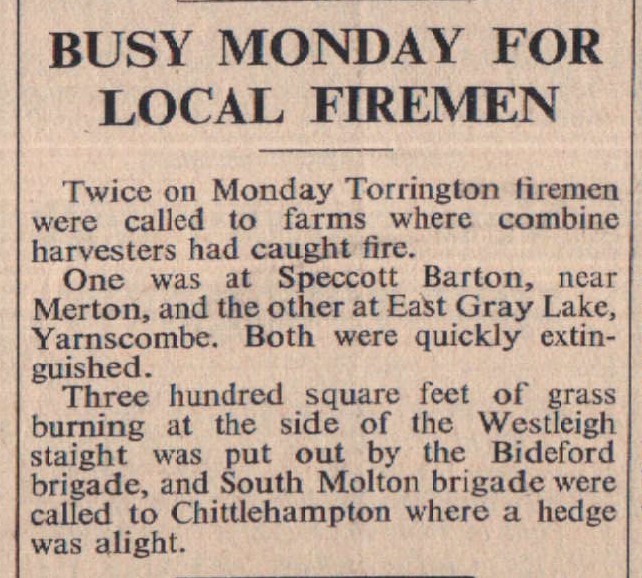 BUSY MONDAY FOR
LOCAL FIREMEN
Twice on Monday Torrington firemen
were called to farms where combine
harvesters had caught fire.
One was at Speccott Barton, near
Merton, and the other at East Gray Lake,
Yarnscombe. Both were quickly extin-
guished.
Three hundred square feet of grass
burning at the side of the Westleigh
staight was put out by the Bideford
brigade, and South Molton brigade were
called to Chittlehampton where a hedge
was alight.